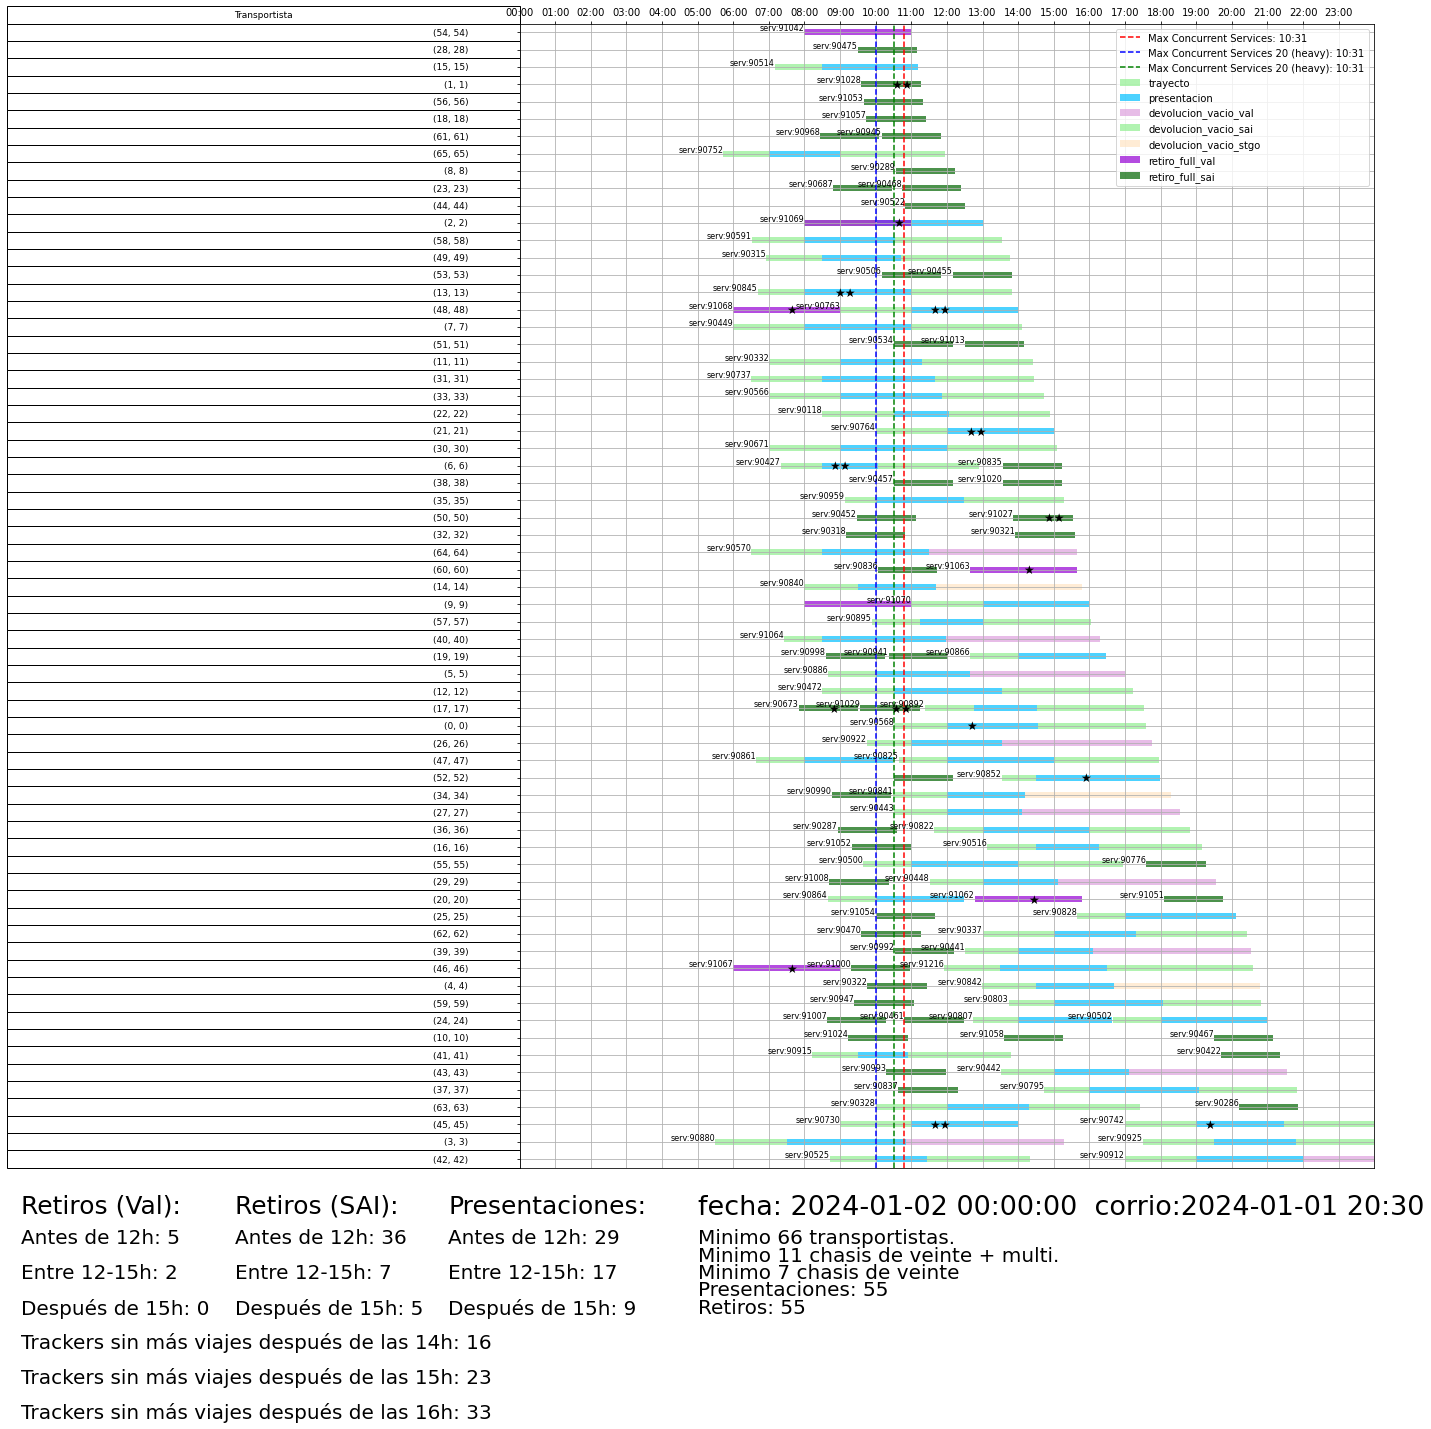 Transportista
00:00 01:00 02:00 03:00 04:00 05:00 06:00 07:00 08:00 09:00 10:00 11:00 12:00 13:00 14:00 15:00 16:00 17:00 18:00 19:00 20:00 21:00 22:00 23:00
Max Concurrent Services: 10:31
Max Concurrent Services 20 (heavy): 10:31
Max Concurrent Services 20 (heavy): 10:31
trayecto
presentacion
devolucion_vacio_val
devolucion_vacio_sai
devolucion_vacio_stgo
retiro_full_val
retiro_full_sai
(54, 54) serv:91042
(28, 28) serv:90475
(15, 15) serv:90514
(1, 1) serv:91028
(56, 56) serv:91053
(18, 18) serv:91057
(61, 61) serv:90968 serv:90945
(65, 65) serv:90752
(8, 8) serv:90289
(23, 23) serv:90687 serv:90468
(44, 44) serv:90522
(2, 2) serv:91069
(58, 58) serv:90591
(49, 49) serv:90315
(53, 53) serv:90506 serv:90455
(13, 13) serv:90845
(48, 48) serv:91068 serv:90763
(7, 7) serv:90449
(51, 51) serv:90534 serv:91013
(11, 11) serv:90332
(31, 31) serv:90737
(33, 33) serv:90566
(22, 22) serv:90118
(21, 21) serv:90764
(30, 30) serv:90671
(6, 6) serv:90427 serv:90835
(38, 38) serv:90457 serv:91020
(35, 35) serv:90959
(50, 50) serv:90452 serv:91027
(32, 32) serv:90318 serv:90321
(64, 64) serv:90570
(60, 60) serv:90836 serv:91063
(14, 14) serv:90840
(9, 9) serv:91070
(57, 57) serv:90895
(40, 40) serv:91064
(19, 19) serv:90998 serv:90941 serv:90866
(5, 5) serv:90886
(12, 12) serv:90472
(17, 17) serv:90673 serv:91029 serv:90892
(0, 0) serv:90568
(26, 26) serv:90922
(47, 47) serv:90861 serv:90825
(52, 52) serv:90852
(34, 34) serv:90990 serv:90841
(27, 27) serv:90443
(36, 36) serv:90287 serv:90822
(16, 16) serv:91052 serv:90516
(55, 55) serv:90500 serv:90776
(29, 29) serv:91008 serv:90448
(20, 20) serv:90864 serv:91062 serv:91051
(25, 25) serv:91054 serv:90828
(62, 62) serv:90470 serv:90337
(39, 39) serv:90992 serv:90441
(46, 46) serv:91067 serv:91000 serv:91216
(4, 4) serv:90322 serv:90842
(59, 59) serv:90947 serv:90803
(24, 24) serv:91007 serv:90461 serv:90807 serv:90502
(10, 10) serv:91024 serv:91058 serv:90467
(41, 41) serv:90915 serv:90422
(43, 43) serv:90993 serv:90442
(37, 37) serv:90837 serv:90795
(63, 63) serv:90328 serv:90286
(45, 45) serv:90730 serv:90742
(3, 3) serv:90880 serv:90925
(42, 42) serv:90525 serv:90912
Retiros (Val):
Antes de 12h: 5
Entre 12-15h: 2
Después de 15h: 0
Retiros (SAI):
Antes de 12h: 36
Entre 12-15h: 7
Después de 15h: 5
Presentaciones:
Antes de 12h: 29
Entre 12-15h: 17
Después de 15h: 9
fecha: 2024-01-02 00:00:00 corrio:2024-01-01 20:30
Minimo 66 transportistas.
Minimo 11 chasis de veinte + multi.
Minimo 7 chasis de veinte
Presentaciones: 55
Retiros: 55
Trackers sin más viajes después de las 14h: 16
Trackers sin más viajes después de las 15h: 23
Trackers sin más viajes después de las 16h: 33